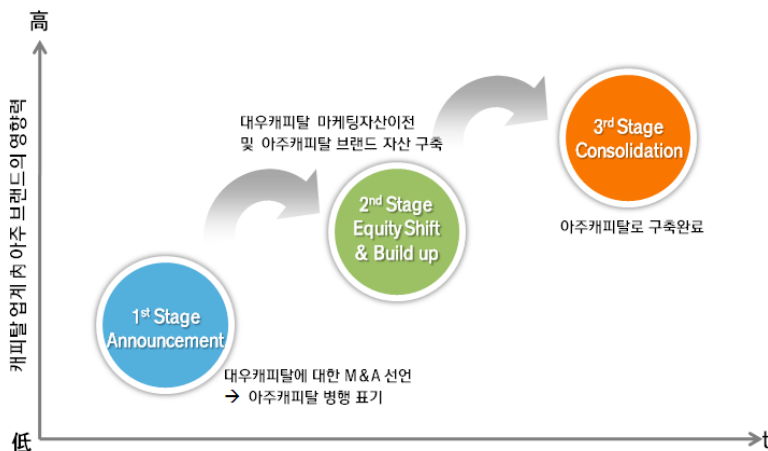 高
캐피탈 업계 內 아주 브랜드의 영향력
低
t
1st Stage
Announcement
대우캐피탈에 대한 M&A 선언
→ 아주캐피탈 병행 표기
대우캐피탈 마케팅자산이전
및 아주캐피탈 브랜드 자산 구축
2nd Stage
Equity Shift
& Build up
3rd Stage
Consolidation
아주캐피탈로 구축완료